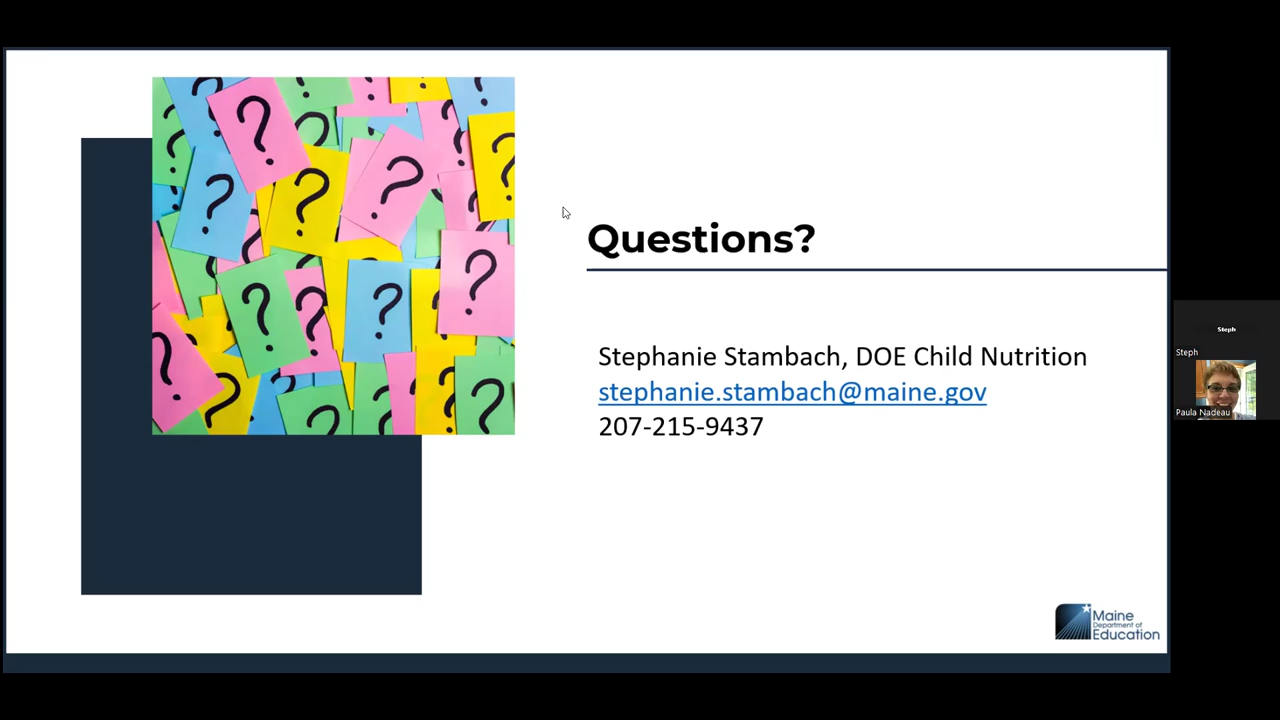 Questions?
Stephanie Stambach, DOE Child Nutrition
stephanie.stambach@maine.gov
207-215-9437
Maine
Department of
Education
Steph
Steph
Paula Nadeau